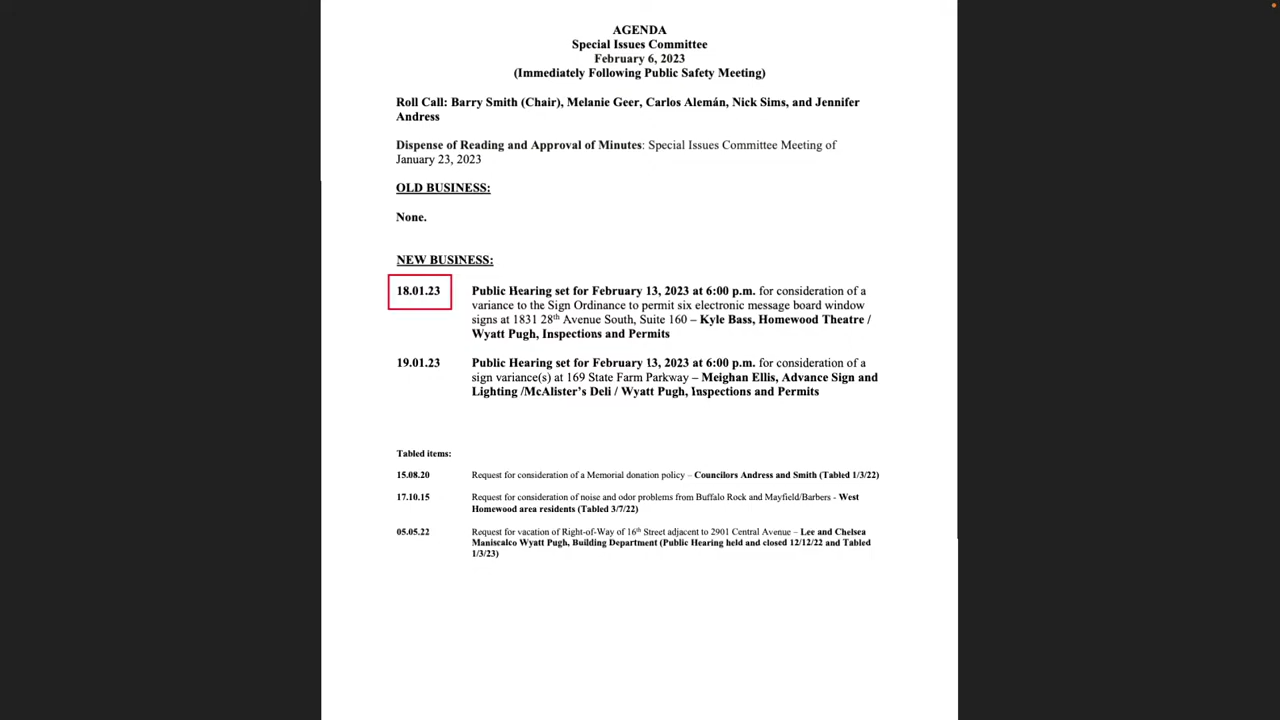 AGENDA
Special Issues Committee
February 6, 2023
(Immediately Following Public Safety Meeting)
Roll Call: Barry Smith (Chair), Melanie Geer, Carlos Alemán, Nick Sims, and Jennifer
Andress
Dispense of Reading and Approval of Minutes: Special Issues Committee Meeting of
January 23, 2023
OLD BUSINESS:
None.
NEW BUSINESS:
18.01.23 Public Hearing set for February 13, 2023 at 6:00 p.m. for consideration of a
variance to the Sign Ordinance to permit six electronic message board window
signs at 1831 28th Avenue South, Suite 160 – Kyle Bass, Homewood Theatre /
Wyatt Pugh, Inspections and Permits
19.01.23 Public Hearing set for February 13, 2023 at 6:00 p.m. for consideration of a
sign variance(s) at 169 State Farm Parkway – Meighan Ellis, Advance Sign and
Lighting /McAlister's Deli / Wyatt Pugh, Inspections and Permits
Tabled items:
15.08.20 Request for consideration of a Memorial donation policy – Councilors Andress and Smith (Tabled 1/3/22)
17.10.15 Request for consideration of noise and odor problems from Buffalo Rock and Mayfield/Barbers - West
Homewood area residents (Tabled 3/7/22)
05.05.22 Request for vacation of Right-of-Way of 16th Street adjacent to 2901 Central Avenue – Lee and Chelsea
Maniscalco Wyatt Pugh, Building Department (Public Hearing held and closed 12/12/22 and Tabled
1/3/23)